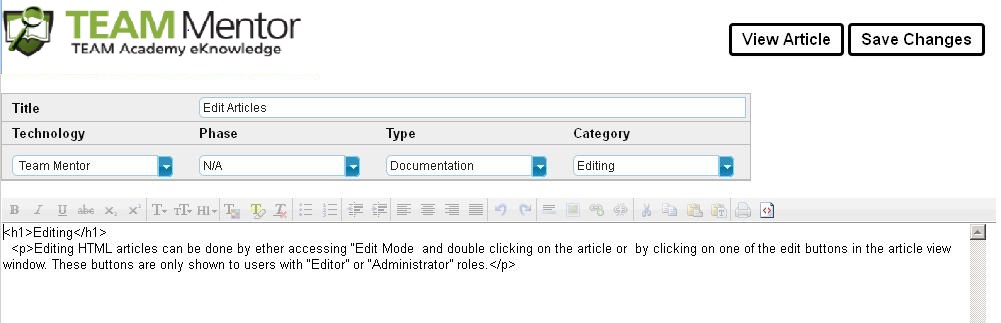 TEAM Mentor
TEAM Academy eKnowledge
View Article
Save Changes
Title
Edit Articles
Technology
Phase
Type
Category
Team Mentor
N/A
Documentation
Editing
<h1>Editing</h1>
<p>Editing HTML articles can be done by ether accessing "Edit Mode  and double clicking on the article or  by clicking on one of the edit buttons in the article view
window. These buttons are only shown to users with "Editor" or "Administrator" roles.</p>